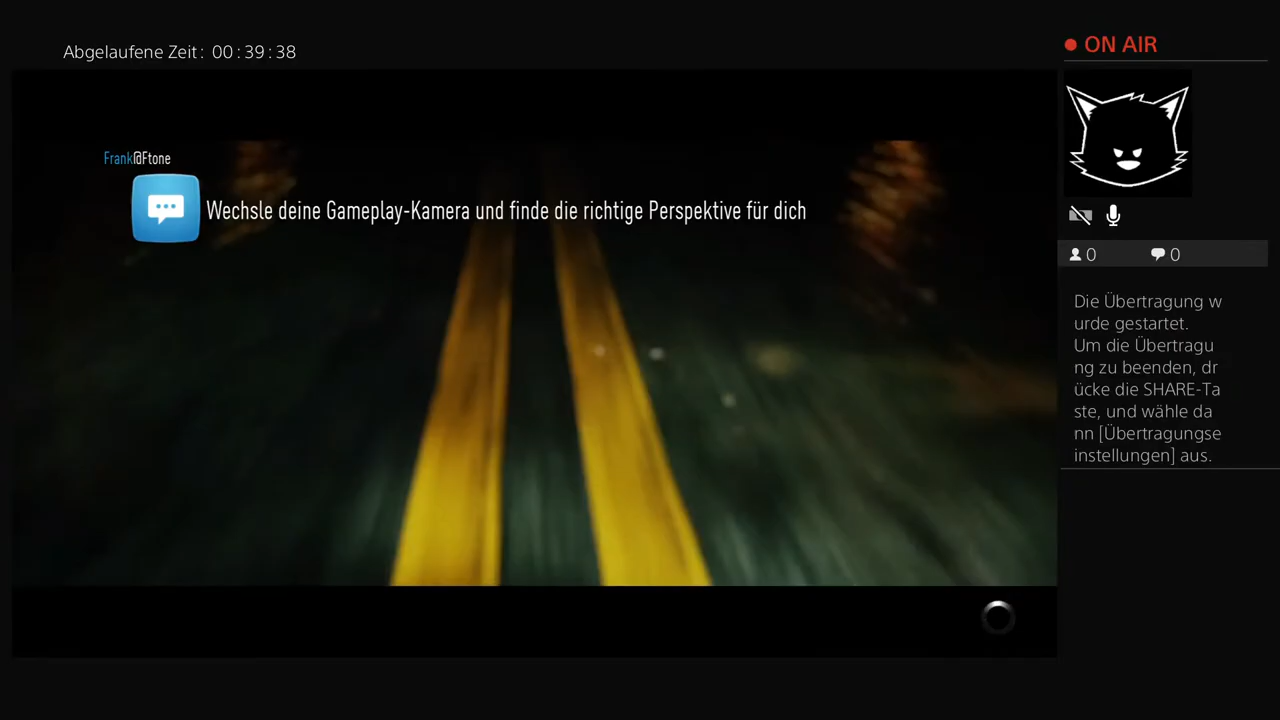 Abgelaufene Zeit: 00:39:38
ON AIR
Frank@Ftone
Wechsle deine Gameplay-Kamera und finde die richtige Perspektive für dich
0 0
Die Übertragung w
urde gestartet.
Um die Übertragu
ng zu beenden, dr
ücke die SHARE-Ta
ste, und wähle da
nn [Übertragungse
instellungen] aus.